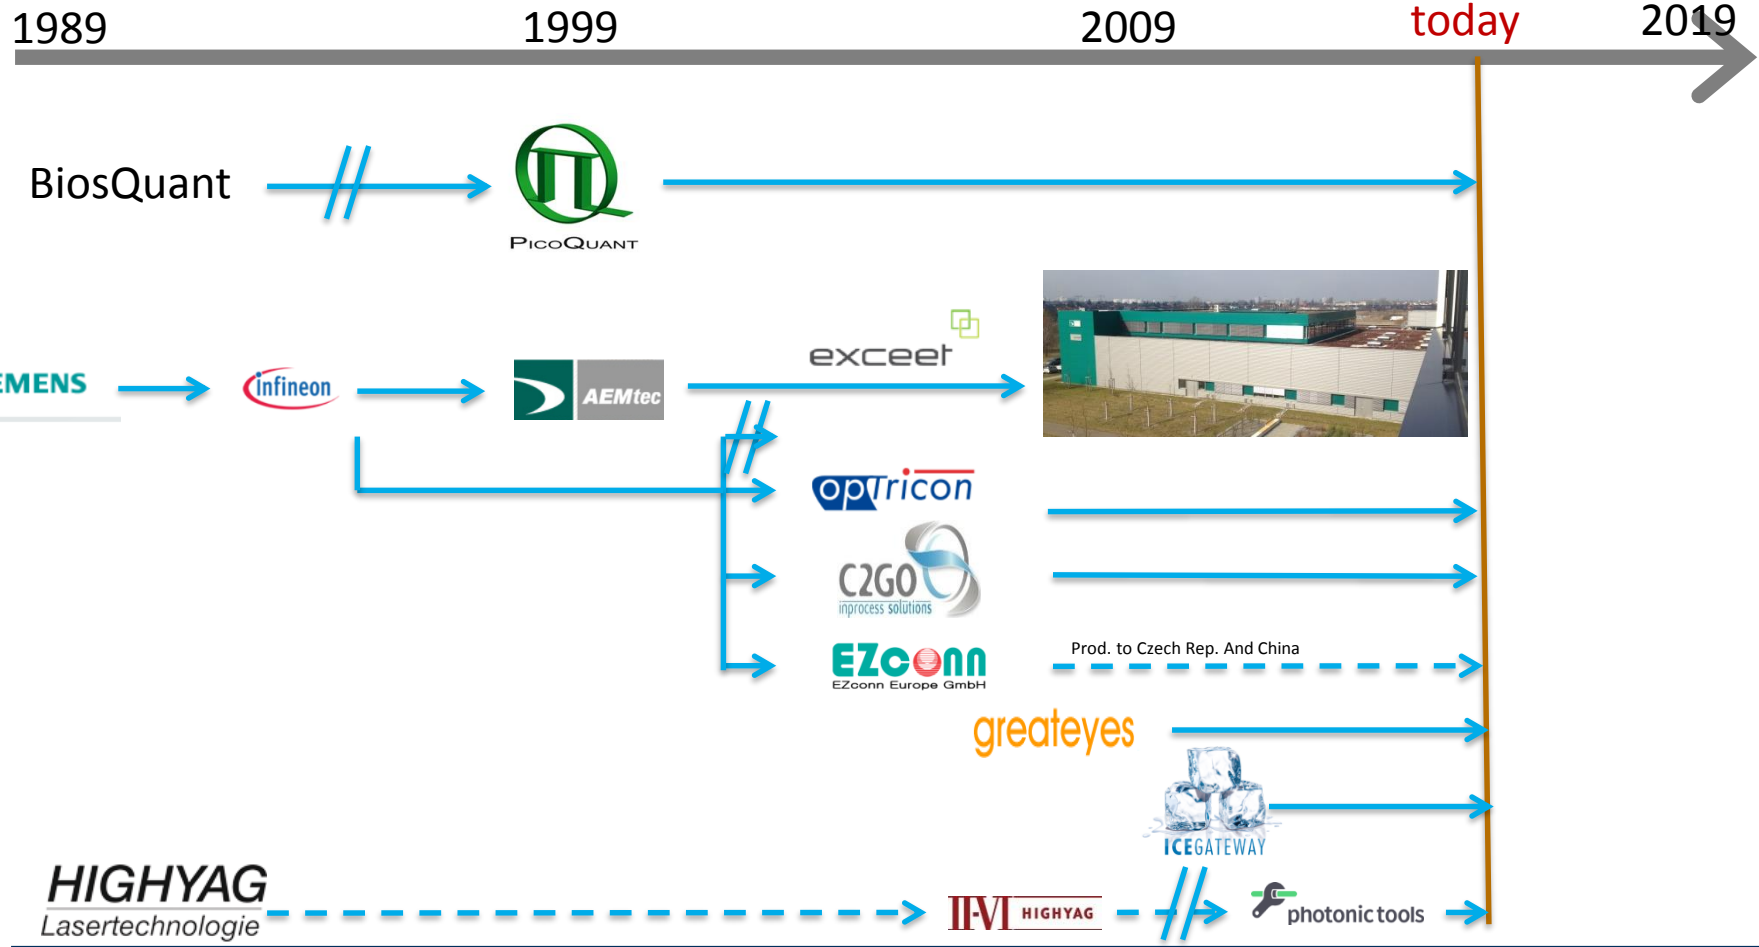 1989 1999 2009 today 2019
BiosQuant
PICOQUANT
exceet
EMENS
infineon
AEMtec
opTricon
C2GO
inprocess solutions
EZconn
EZconn Europe GmbH
Prod. to Czech Rep. And China
greateyes
ICEGATEWAY
HIGHYAG
Lasertechnologie
II-VI HIGHYAG
photonic tools